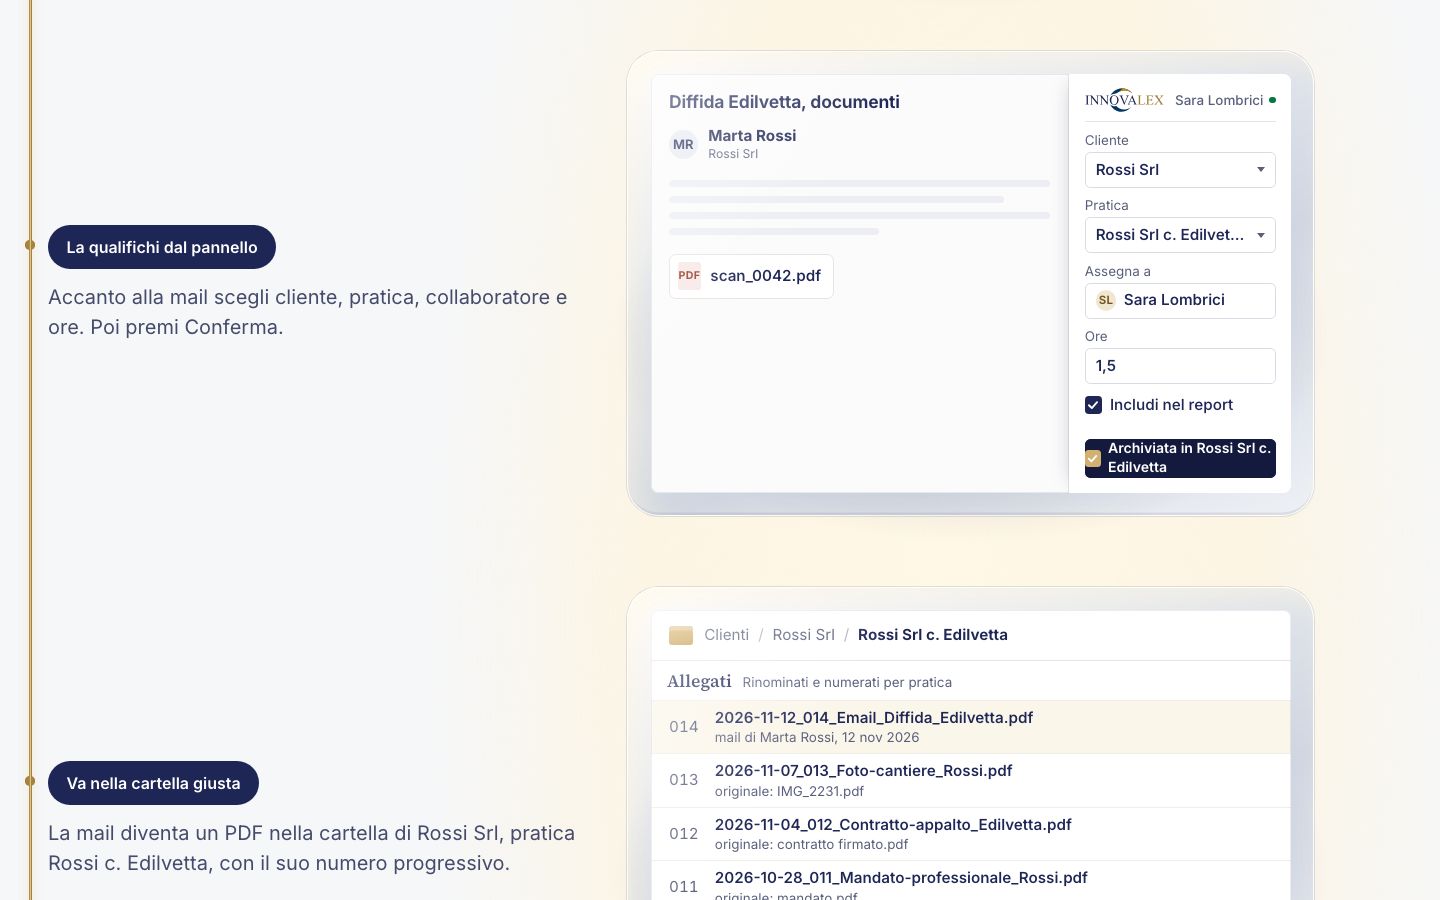 Diffida Edilvetta, documenti
MR
Marta Rossi
Rossi Srl
PDF
scan_0042.pdf
INNOVALEX
Sara Lombrici
Cliente
Rossi Srl
Pratica
Rossi Srl c. Edilvet...
Assegna a
SL
Sara Lombrici
Ore
1,5
Includi nel report
Archiviata in Rossi Srl c.
Edilvetta
La qualifichi dal pannello
Accanto alla mail scegli cliente, pratica, collaboratore e
ore. Poi premi Conferma.
Clienti / Rossi Srl / Rossi Srl c. Edilvetta
Allegati Rinominati e numerati per pratica
014
2026-11-12_014_Email_Diffida_Edilvetta.pdf
mail di Marta Rossi, 12 nov 2026
013
2026-11-07_013_Foto-cantiere_Rossi.pdf
originale: IMG_2231.pdf
012
2026-11-04_012_Contratto-appalto_Edilvetta.pdf
originale: contratto firmato.pdf
011
2026-10-28_011_Mandato-professionale_Rossi.pdf
originale: mandato.pdf
Va nella cartella giusta
La mail diventa un PDF nella cartella di Rossi Srl, pratica
Rossi c. Edilvetta, con il suo numero progressivo.